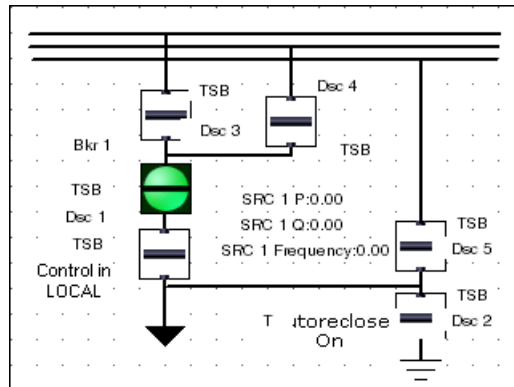 TSB
Dsc 4
Dsc 3
Bkr 1
TSB
TSB
SRC 1 P:0.00
Dsc 1
SRC 1 Q:0.00
TSB
TSB
SRC 1 Frequency:0.00
Dsc 5
Control in
LOCAL
TSB
T utoreclose
Dsc 2
On